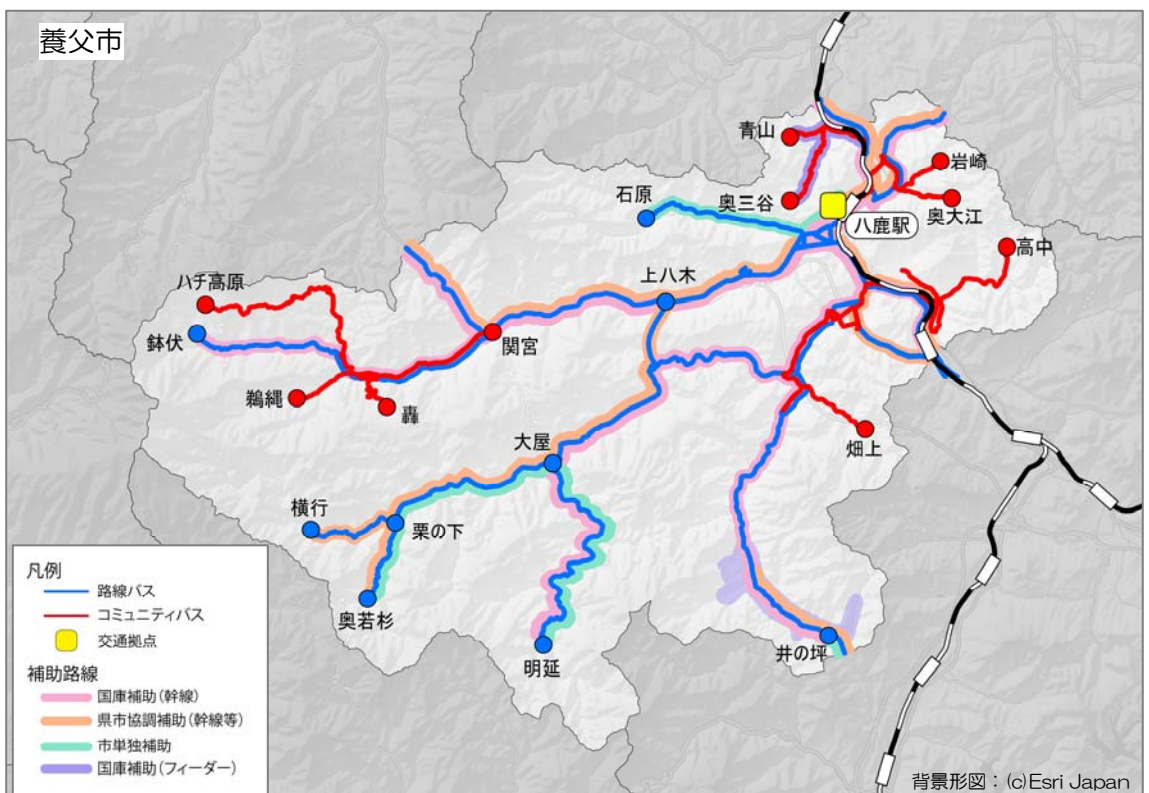 養父市
青山
岩崎
石原
奥三谷
奥大江
八鹿駅
高中
上八木
ハチ高原
鉢伏
関宮
鵜縄
轟
畑上
大屋
横行
栗の下
奥若杉
明延
井の坪
凡例
路線バス
コミュニティバス
交通拠点
補助路線
国庫補助(幹線)
県市協調補助(幹線等)
市単独補助
国庫補助(フィーダー)
背景形図：(c)Esri Japan